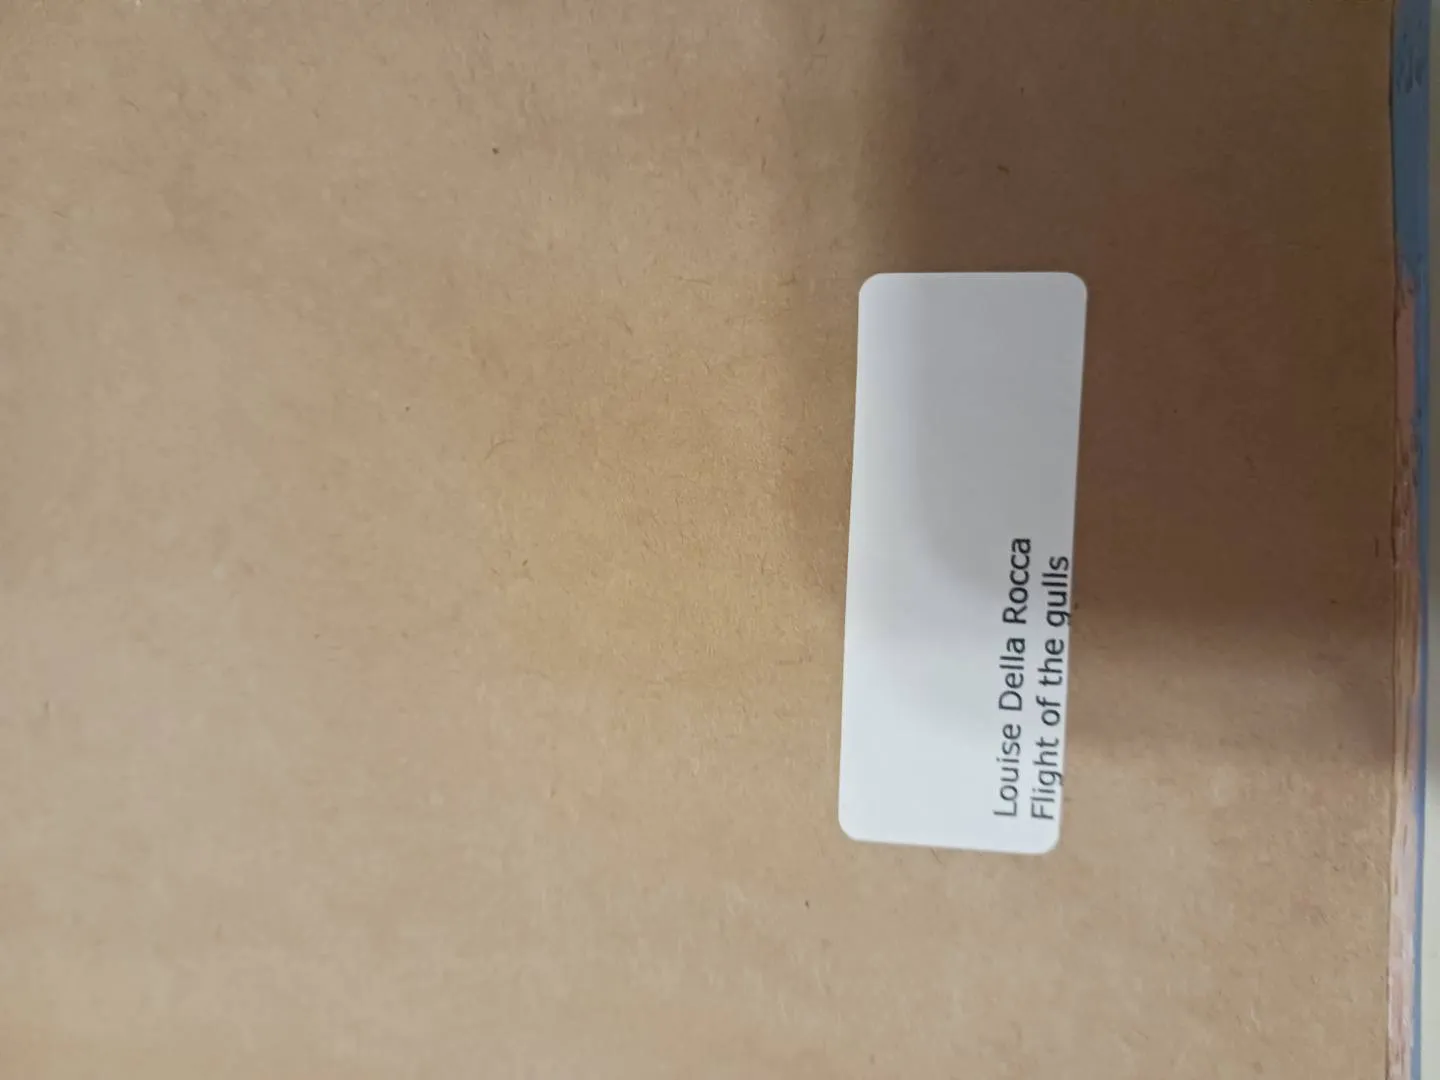 Louise Della Rocca
Flight of the gulls